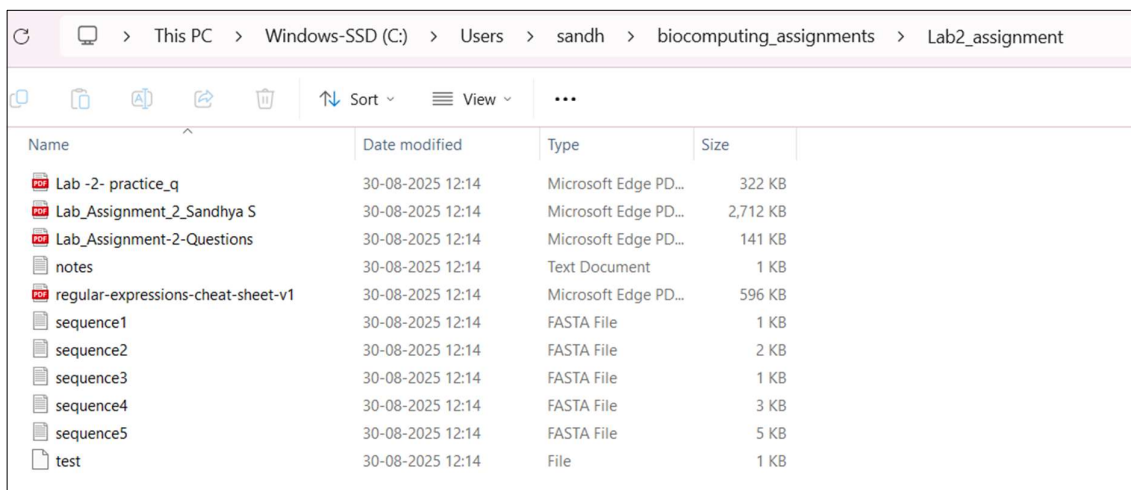 This PC > Windows-SSD (C:) > Users > sandh > biocomputing_assignments > Lab2_assignment
Sort View ...
Name Date modified Type Size
Lab -2- practice_q 30-08-2025 12:14 Microsoft Edge PD... 322 KB
Lab_Assignment_2_Sandhya S 30-08-2025 12:14 Microsoft Edge PD... 2,712 KB
Lab_Assignment-2-Questions 30-08-2025 12:14 Microsoft Edge PD... 141 KB
notes 30-08-2025 12:14 Text Document 1 KB
regular-expressions-cheat-sheet-v1 30-08-2025 12:14 Microsoft Edge PD... 596 KB
sequence1 30-08-2025 12:14 FASTA File 1 KB
sequence2 30-08-2025 12:14 FASTA File 2 KB
sequence3 30-08-2025 12:14 FASTA File 1 KB
sequence4 30-08-2025 12:14 FASTA File 3 KB
sequence5 30-08-2025 12:14 FASTA File 5 KB
test 30-08-2025 12:14 File 1 KB